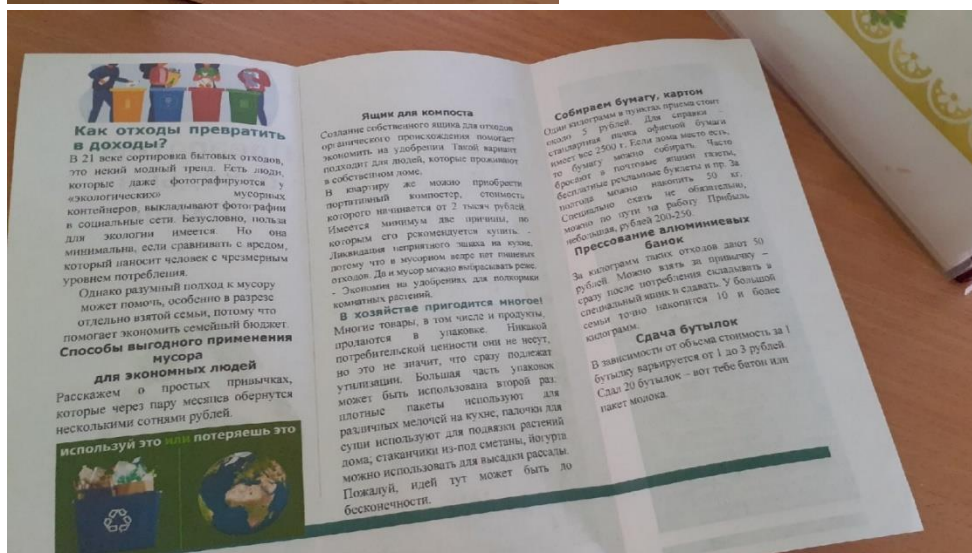 Как отходы превратить
в доходы?
В 21 веке сортировка бытовых отходов,
это некий модный тренд. Есть люди,
которые даже фотографируются у
«экологических» мусорных
контейнеров, выкладывают фотографии
в социальные сети. Безусловно, польза
для экологии имеется. Но она
минимальна, если сравнивать с вредом,
который наносит человек с чрезмерным
уровнем потребления.
Однако разумный подход к мусору
может помочь, особенно в разрезе
отдельно взятой семьи, потому что
помогает экономить семейный бюджет.
Способы выгодного применения
мусора
для экономных людей
Расскажем о простых привычках,
которые через пару месяцев обернутся
несколькими сотнями рублей.
используй это или потеряешь это
Ящик для компоста
Создание собственного ящика для отходов
органического происхождения помогает
экономить на удобрении. Такой вариант
подходит для людей, которые проживают
в собственном доме.
В квартиру же можно приобрести
портативный компостер, стоимость
которого начинается от 2 тысяч рублей.
Имеется минимум две причины, по
которым его рекомендуется купить. -
Ликвидация неприятного запаха на кухне,
потому что в мусорном ведре нет пищевых
отходов. Да и мусор можно выбрасывать реже.
- Экономия на удобрениях для подкормки
комнатных растений.
В хозяйстве пригодится многое!
Многие товары, в том числе и продукты,
продаются в упаковке. Никакой
потребительской ценности они не несут,
но это не значит, что сразу подлежат
утилизации. Большая часть упаковок
может быть использована второй раз:
плотные пакеты используют для
различных мелочей на кухне, палочки для
суши используют для подвязки растений
дома; стаканчики из-под сметаны, йогурта
можно использовать для высадки рассады.
Пожалуй, идей тут может быть до
бесконечности.
Собираем бумагу, картон
Один килограмм в пунктах приема стоит
около 5 рублей. Для справки -
стандартная пачка офисной бумаги
имеет вес 2500 г. Если дома место есть,
то бумагу можно собирать. Часто
бросают в почтовые ящики газеты,
бесплатные рекламные буклеты и пр. За
полгода можно накопить 50 кг.
Специально ехать не обязательно,
можно по пути на работу. Прибыль
небольшая, рублей 200-250.
Прессование алюминиевых
банок
За килограмм таких отходов дают 50
рублей. Можно взять за привычку –
сразу после потребления складывать в
специальный ящик и сдавать. У большой
семьи точно накопится 10 и более
килограмм.
Сдача бутылок
В зависимости от объема стоимость за 1
бутылку варьируется от 1 до 3 рублей.
Сдал 20 бутылок – вот тебе батон или
пакет молока.